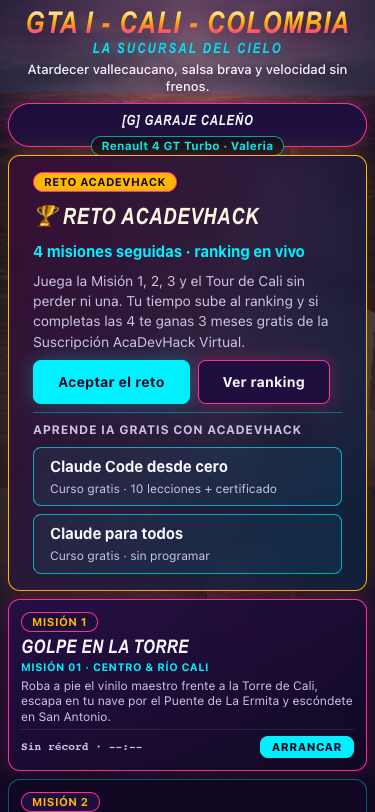 GTA I - CALI - COLOMBIA
LA SUCURSAL DEL CIELO
Atardecer vallecaucano, salsa brava y velocidad sin
frenos.
[G] GARAJE CALEÑO
Renault 4 GT Turbo · Valeria
RETO ACADEVHACK
🏆 RETO ACADEVHACK
4 misiones seguidas · ranking en vivo
Juega la Misión 1, 2, 3 y el Tour de Cali sin
perder ni una. Tu tiempo sube al ranking y si
completas las 4 te ganas 3 meses gratis de la
Suscripción AcaDevHack Virtual.
Aceptar el reto
Ver ranking
APRENDE IA GRATIS CON ACADEVHACK
Claude Code desde cero
Curso gratis · 10 lecciones + certificado
Claude para todos
Curso gratis · sin programar
MISIÓN 1
GOLPE EN LA TORRE
MISIÓN 01 · CENTRO & RÍO CALI
Roba a pie el vinilo maestro frente a la Torre de Cali,
escapa en tu nave por el Puente de La Ermita y escóndete
en San Antonio.
Sin récord · --:--
ARRANCAR
MISIÓN 2